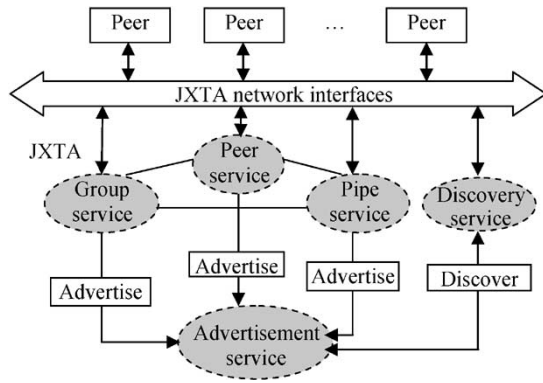 Peer Peer ... Peer
JXTA network interfaces
JXTA
Peer
service
Group
service
Pipe
service
Discovery
service
Advertise
Advertise
Advertise
Discover
Advertisement
service